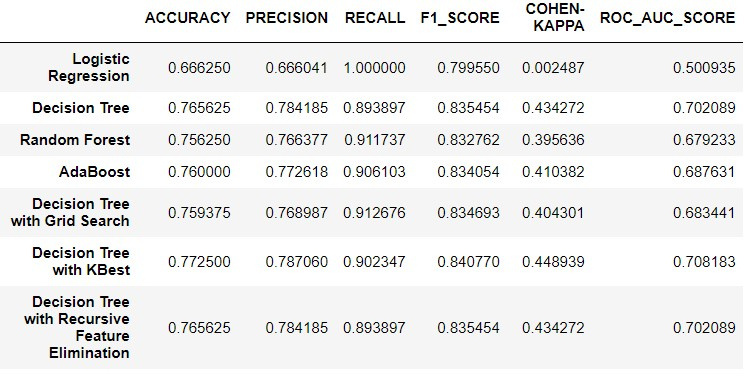 ACCURACY PRECISION RECALL F1_SCORE COHEN-KAPPA ROC_AUC_SCORE
Logistic Regression 0.666250 0.666041 1.000000 0.799550 0.002487 0.500935
Decision Tree 0.765625 0.784185 0.893897 0.835454 0.434272 0.702089
Random Forest 0.756250 0.766377 0.911737 0.832762 0.395636 0.679233
AdaBoost 0.760000 0.772618 0.906103 0.834054 0.410382 0.687631
Decision Tree with Grid Search 0.759375 0.768987 0.912676 0.834693 0.404301 0.683441
Decision Tree with KBest 0.772500 0.787060 0.902347 0.840770 0.448939 0.708183
Decision Tree with Recursive Feature Elimination 0.765625 0.784185 0.893897 0.835454 0.434272 0.702089